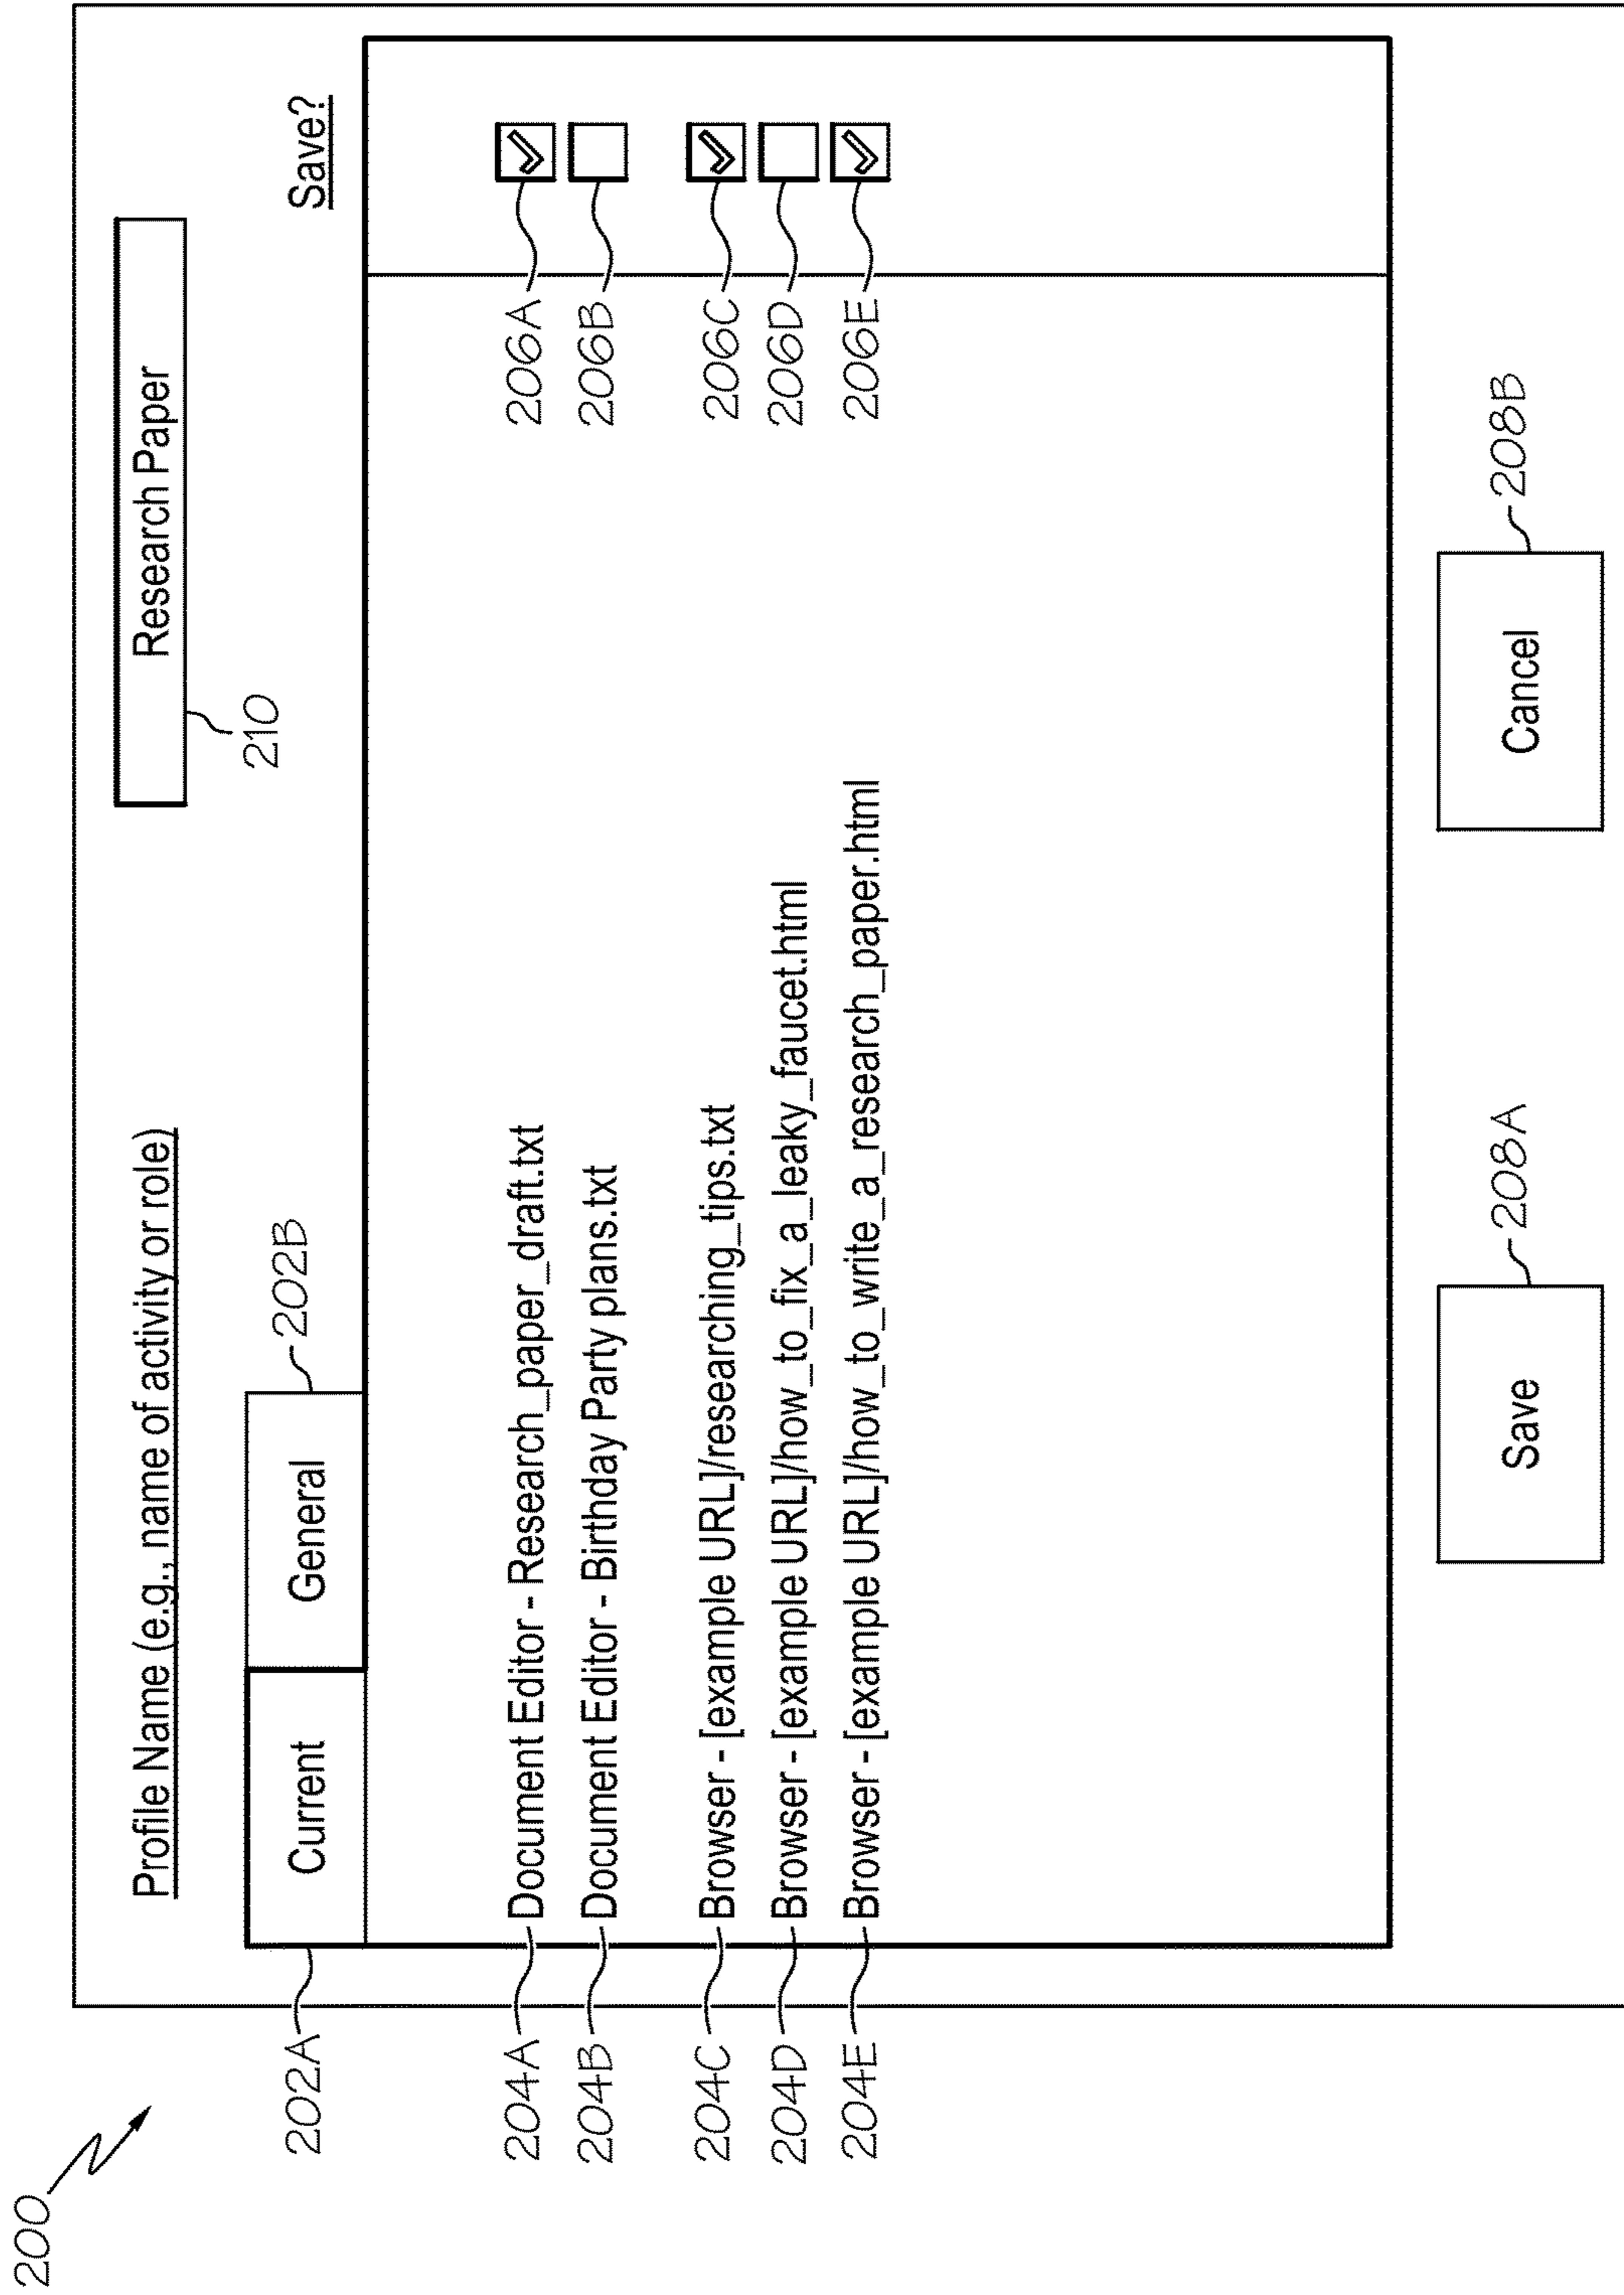 200
Profile Name (e.g., name of activity or role) Research Paper
210
202A Current General 202B Save?
204A Document Editor - Research_paper_draft.txt 206A
204B Document Editor - Birthday Party plans.txt 206B
204C Browser - [example URL]/researching_tips.txt 206C
204D Browser - [example URL]/how_to_fix_a_leaky_faucet.html 206D
204E Browser - [example URL]/how_to_write_a_research_paper.html 206E
Save 208A Cancel 208B